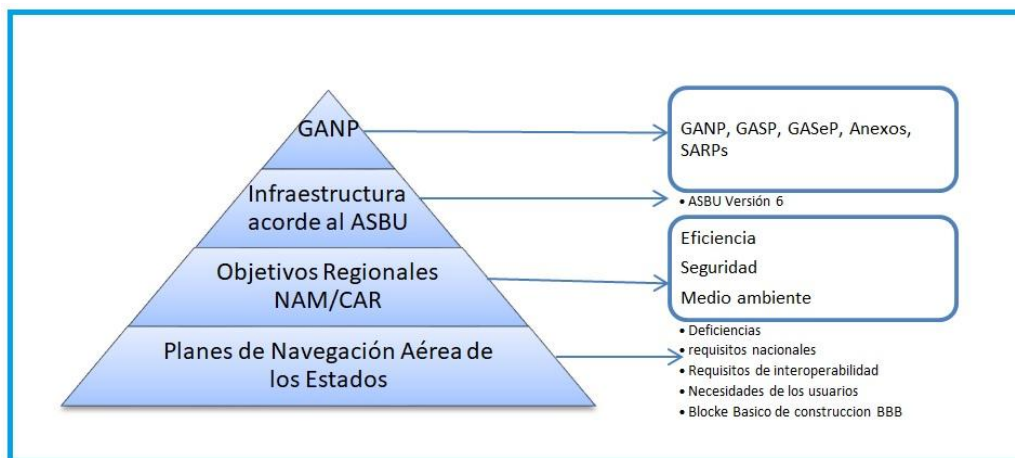 GANP
Infraestructura
acorde al ASBU
Objetivos Regionales
NAM/CAR
Planes de Navegación Aérea de
los Estados
GANP, GASP, GASeP, Anexos,
SARPs
• ASBU Versión 6
Eficiencia
Seguridad
Medio ambiente
• Deficiencias
• requisitos nacionales
• Requisitos de interoperabilidad
• Necesidades de los usuarios
• Blocke Basico de construccion BBB